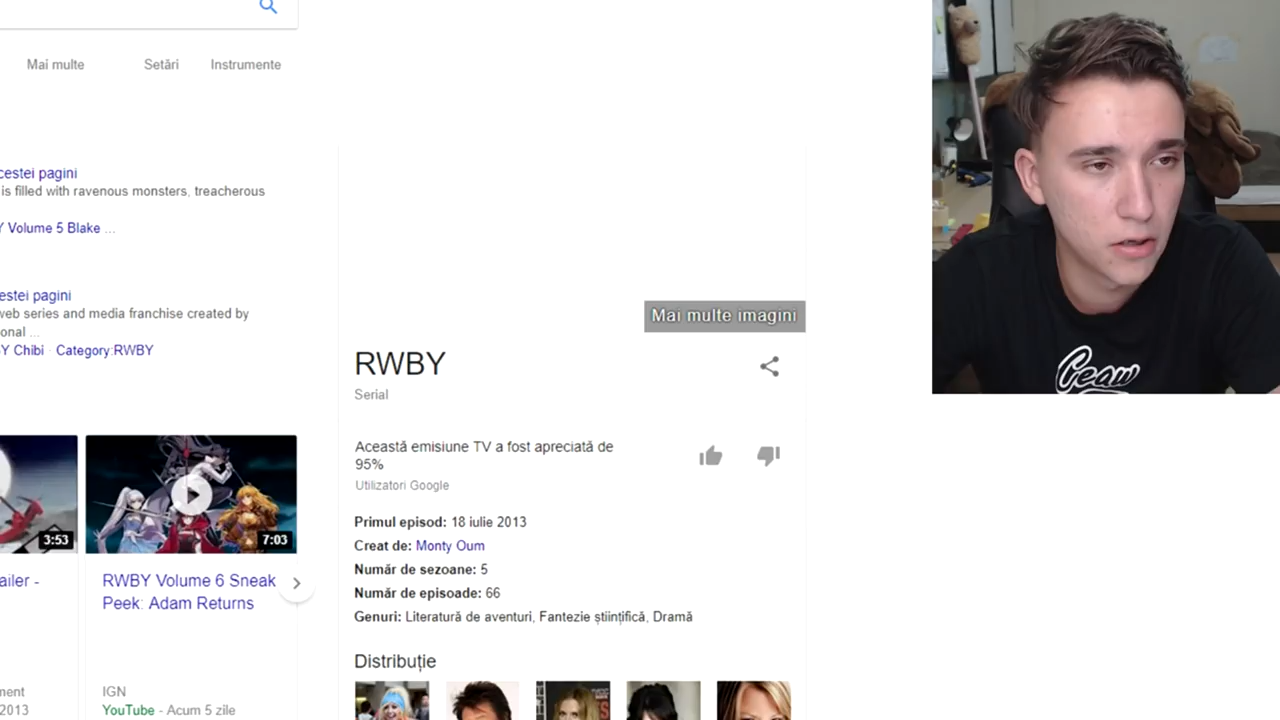 Mai multe
Setări
Instrumente
cestei pagini
is filled with ravenous monsters, treacherous
Volume 5 Blake ...
estei pagini
web series and media franchise created by
onal ...
Y Chibi · Category:RWBY
3:53
7:03
ailer -
RWBY Volume 6 Sneak
Peek: Adam Returns
ment
2013
IGN
YouTube - Acum 5 zile
Mai multe imagini
RWBY
Serial
Această emisiune TV a fost apreciată de
95%
Utilizatori Google
Primul episod: 18 iulie 2013
Creat de: Monty Oum
Număr de sezoane: 5
Număr de episoade: 66
Genuri: Literatură de aventuri, Fantezie științifică, Dramă
Distribuție
Geaw